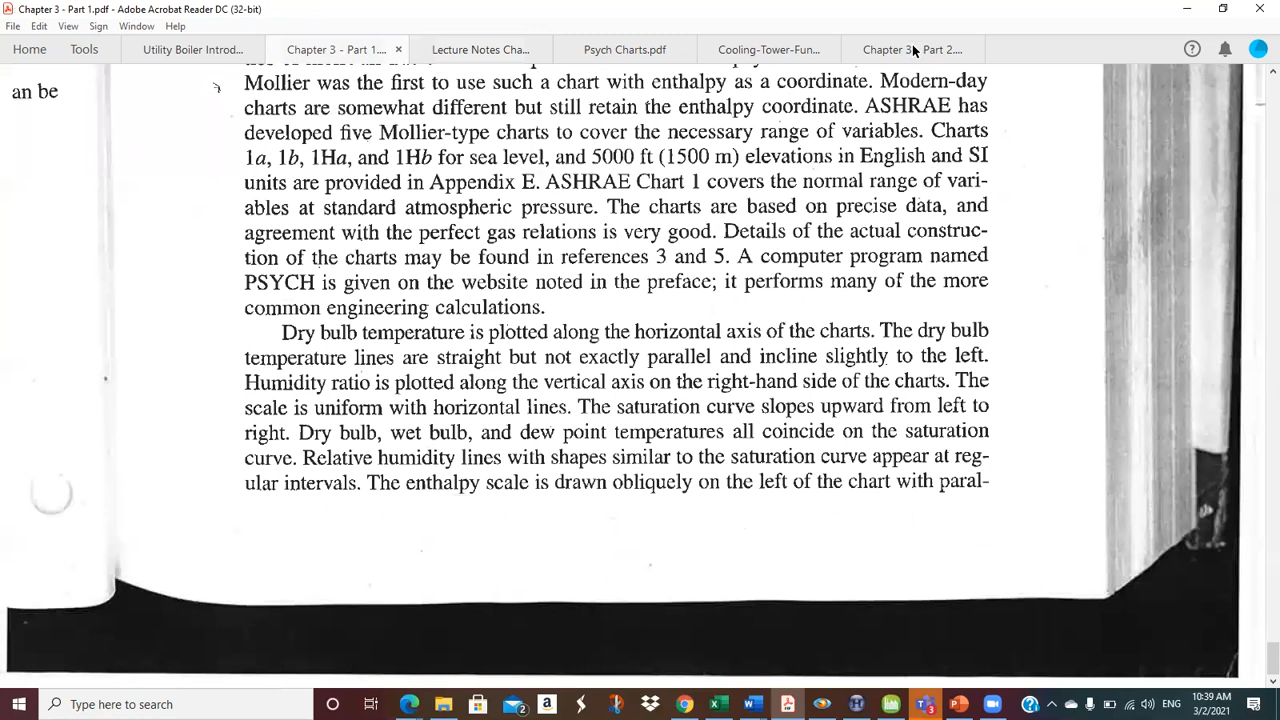 Chapter 3 - Part 1.pdf - Adobe Acrobat Reader DC (32-bit)
File Edit View Sign Window Help
Home Tools Utility Boiler Introd... Chapter 3 - Part 1.... × Lecture Notes Cha... Psych Charts.pdf Cooling-Tower-Fun... Chapter 3 - Part 2....
an be
Mollier was the first to use such a chart with enthalpy as a coordinate. Modern-day
charts are somewhat different but still retain the enthalpy coordinate. ASHRAE has
developed five Mollier-type charts to cover the necessary range of variables. Charts
1a, 1b, 1Ha, and 1Hb for sea level, and 5000 ft (1500 m) elevations in English and SI
units are provided in Appendix E. ASHRAE Chart 1 covers the normal range of vari-
ables at standard atmospheric pressure. The charts are based on precise data, and
agreement with the perfect gas relations is very good. Details of the actual construc-
tion of the charts may be found in references 3 and 5. A computer program named
PSYCH is given on the website noted in the preface; it performs many of the more
common engineering calculations.
Dry bulb temperature is plotted along the horizontal axis of the charts. The dry bulb
temperature lines are straight but not exactly parallel and incline slightly to the left.
Humidity ratio is plotted along the vertical axis on the right-hand side of the charts. The
scale is uniform with horizontal lines. The saturation curve slopes upward from left to
right. Dry bulb, wet bulb, and dew point temperatures all coincide on the saturation
curve. Relative humidity lines with shapes similar to the saturation curve appear at reg-
ular intervals. The enthalpy scale is drawn obliquely on the left of the chart with paral-
Type here to search
ENG
10:39 AM
3/2/2021